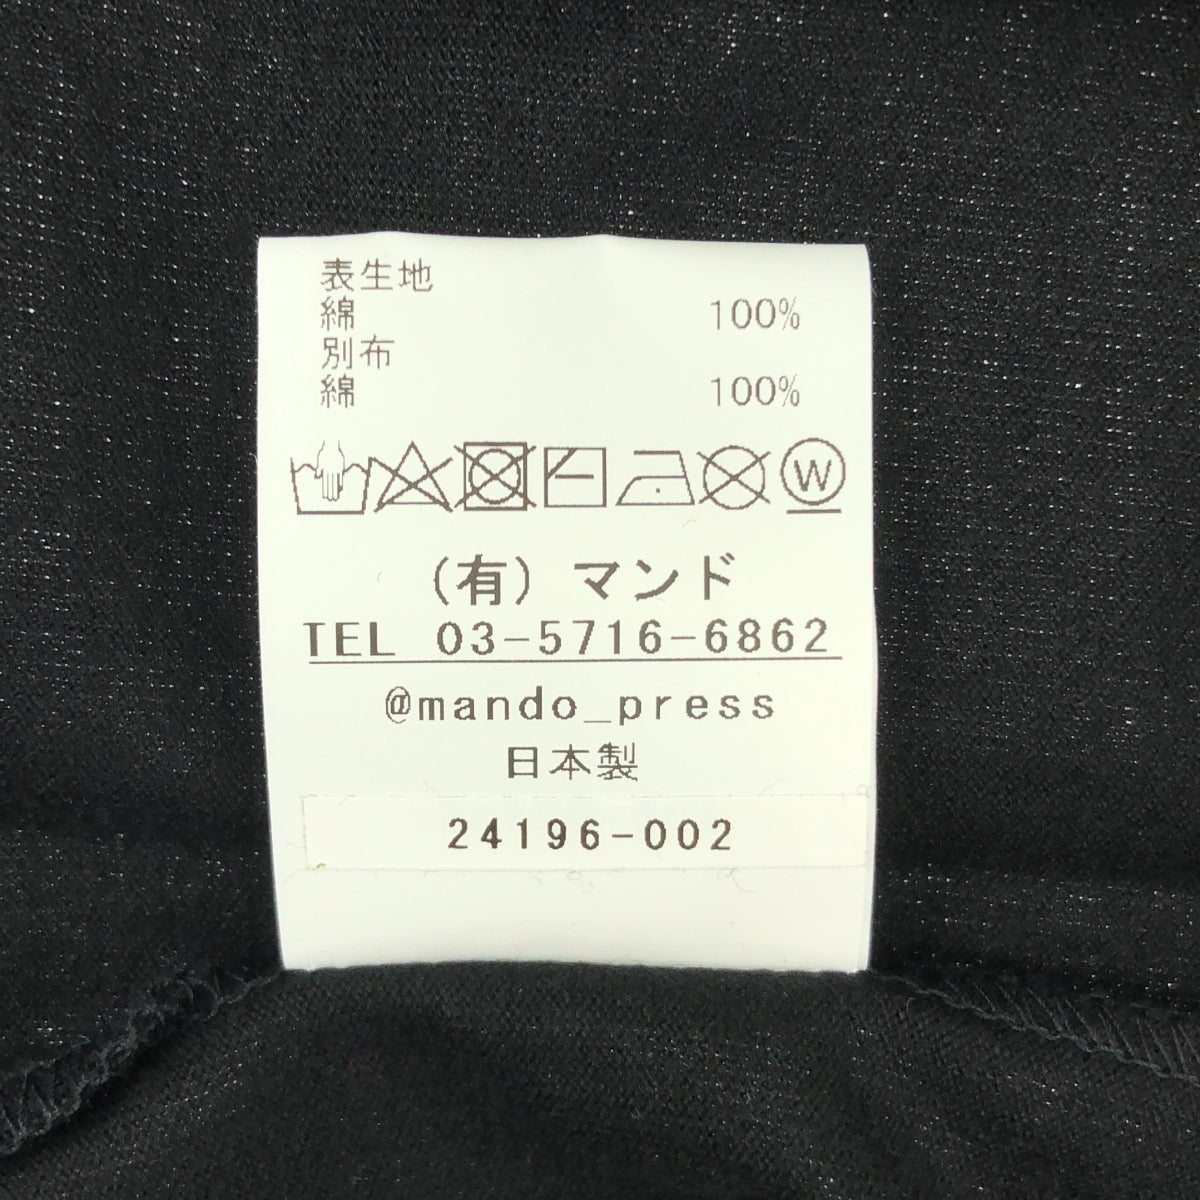 表生地
綿 100%
別布
綿 100%
W
(有) マンド
TEL 03-5716-6862
@mando_press
日本製
24196-002